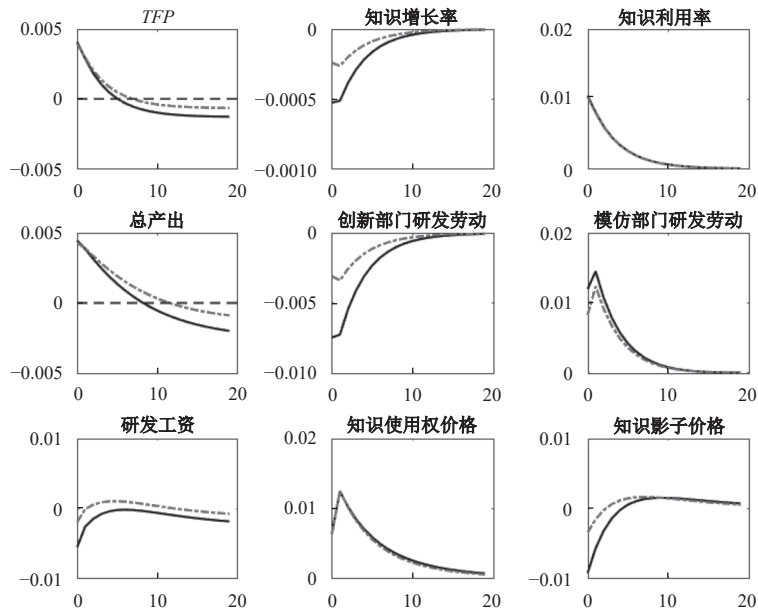 TFP 知识增长率 知识利用率
0.005 0 0.02
0 −0.0005 0.01
−0.005 −0.0010 0
0 10 20 0 10 20 0 10 20
总产出 创新部门研发劳动 模仿部门研发劳动
0.005 0 0.02
0 −0.005 0.01
−0.005 −0.010 0
0 10 20 0 10 20 0 10 20
研发工资 知识使用权价格 知识影子价格
0.01 0.02 0.01
0 0.01 0
−0.01 0 −0.01
0 10 20 0 10 20 0 10 20